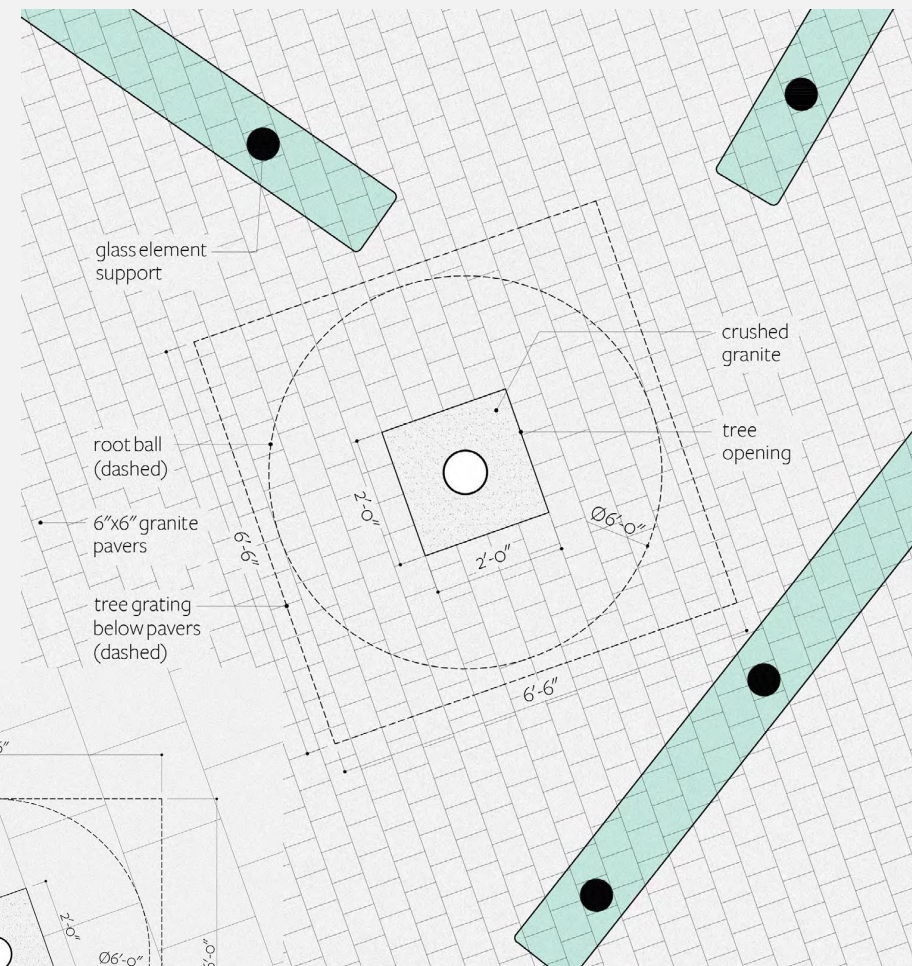 glass element
support
crushed
granite
root ball
(dashed)
tree
opening
2'-0"
Ø6'-0"
6"x6" granite
pavers
6'-6"
2'-0"
tree grating
below pavers
(dashed)
6'-6"
2'-0"
Ø6'-0"